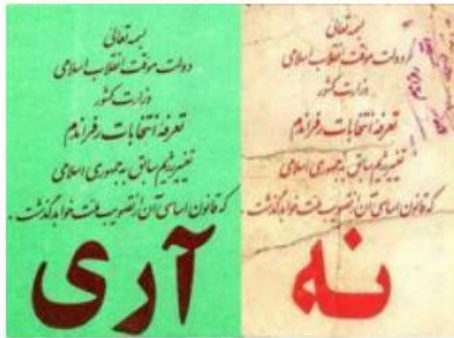 بسمه تعالی
دولت موقت انقلاب اسلامی
وزارت کشور
تعرفه انتخابات رفراندم
تغییر رژیم سابق به جمهوری اسلامی
که قانون اساسی آن از تصویب ملت خواهد گذشت .
نه
بسمه تعالی
دولت موقت انقلاب اسلامی
وزارت کشور
تعرفه انتخابات رفراندم
تغییر رژیم سابق به جمهوری اسلامی
که قانون اساسی آن از تصویب ملت خواهد گذشت .
آری